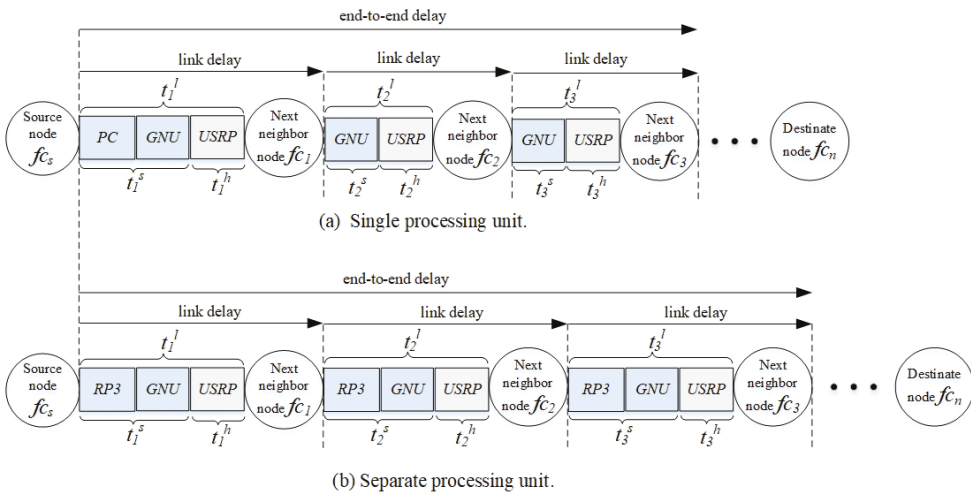 end-to-end delay
link delay link delay link delay
t₁ˡ t₂ˡ t₃ˡ
Source node fcₛ
PC GNU USRP
Next neighbor node fc₁
GNU USRP
Next neighbor node fc₂
GNU USRP
Next neighbor node fc₃
• • •
Destinate node fcₙ
t₁ˢ t₁ʰ t₂ˢ t₂ʰ t₃ˢ t₃ʰ
(a) Single processing unit.
end-to-end delay
link delay link delay link delay
t₁ˡ t₂ˡ t₃ˡ
Source node fcₛ
RP3 GNU USRP
Next neighbor node fc₁
RP3 GNU USRP
Next neighbor node fc₂
RP3 GNU USRP
Next neighbor node fc₃
• • •
Destinate node fcₙ
t₁ˢ t₁ʰ t₂ˢ t₂ʰ t₃ˢ t₃ʰ
(b) Separate processing unit.